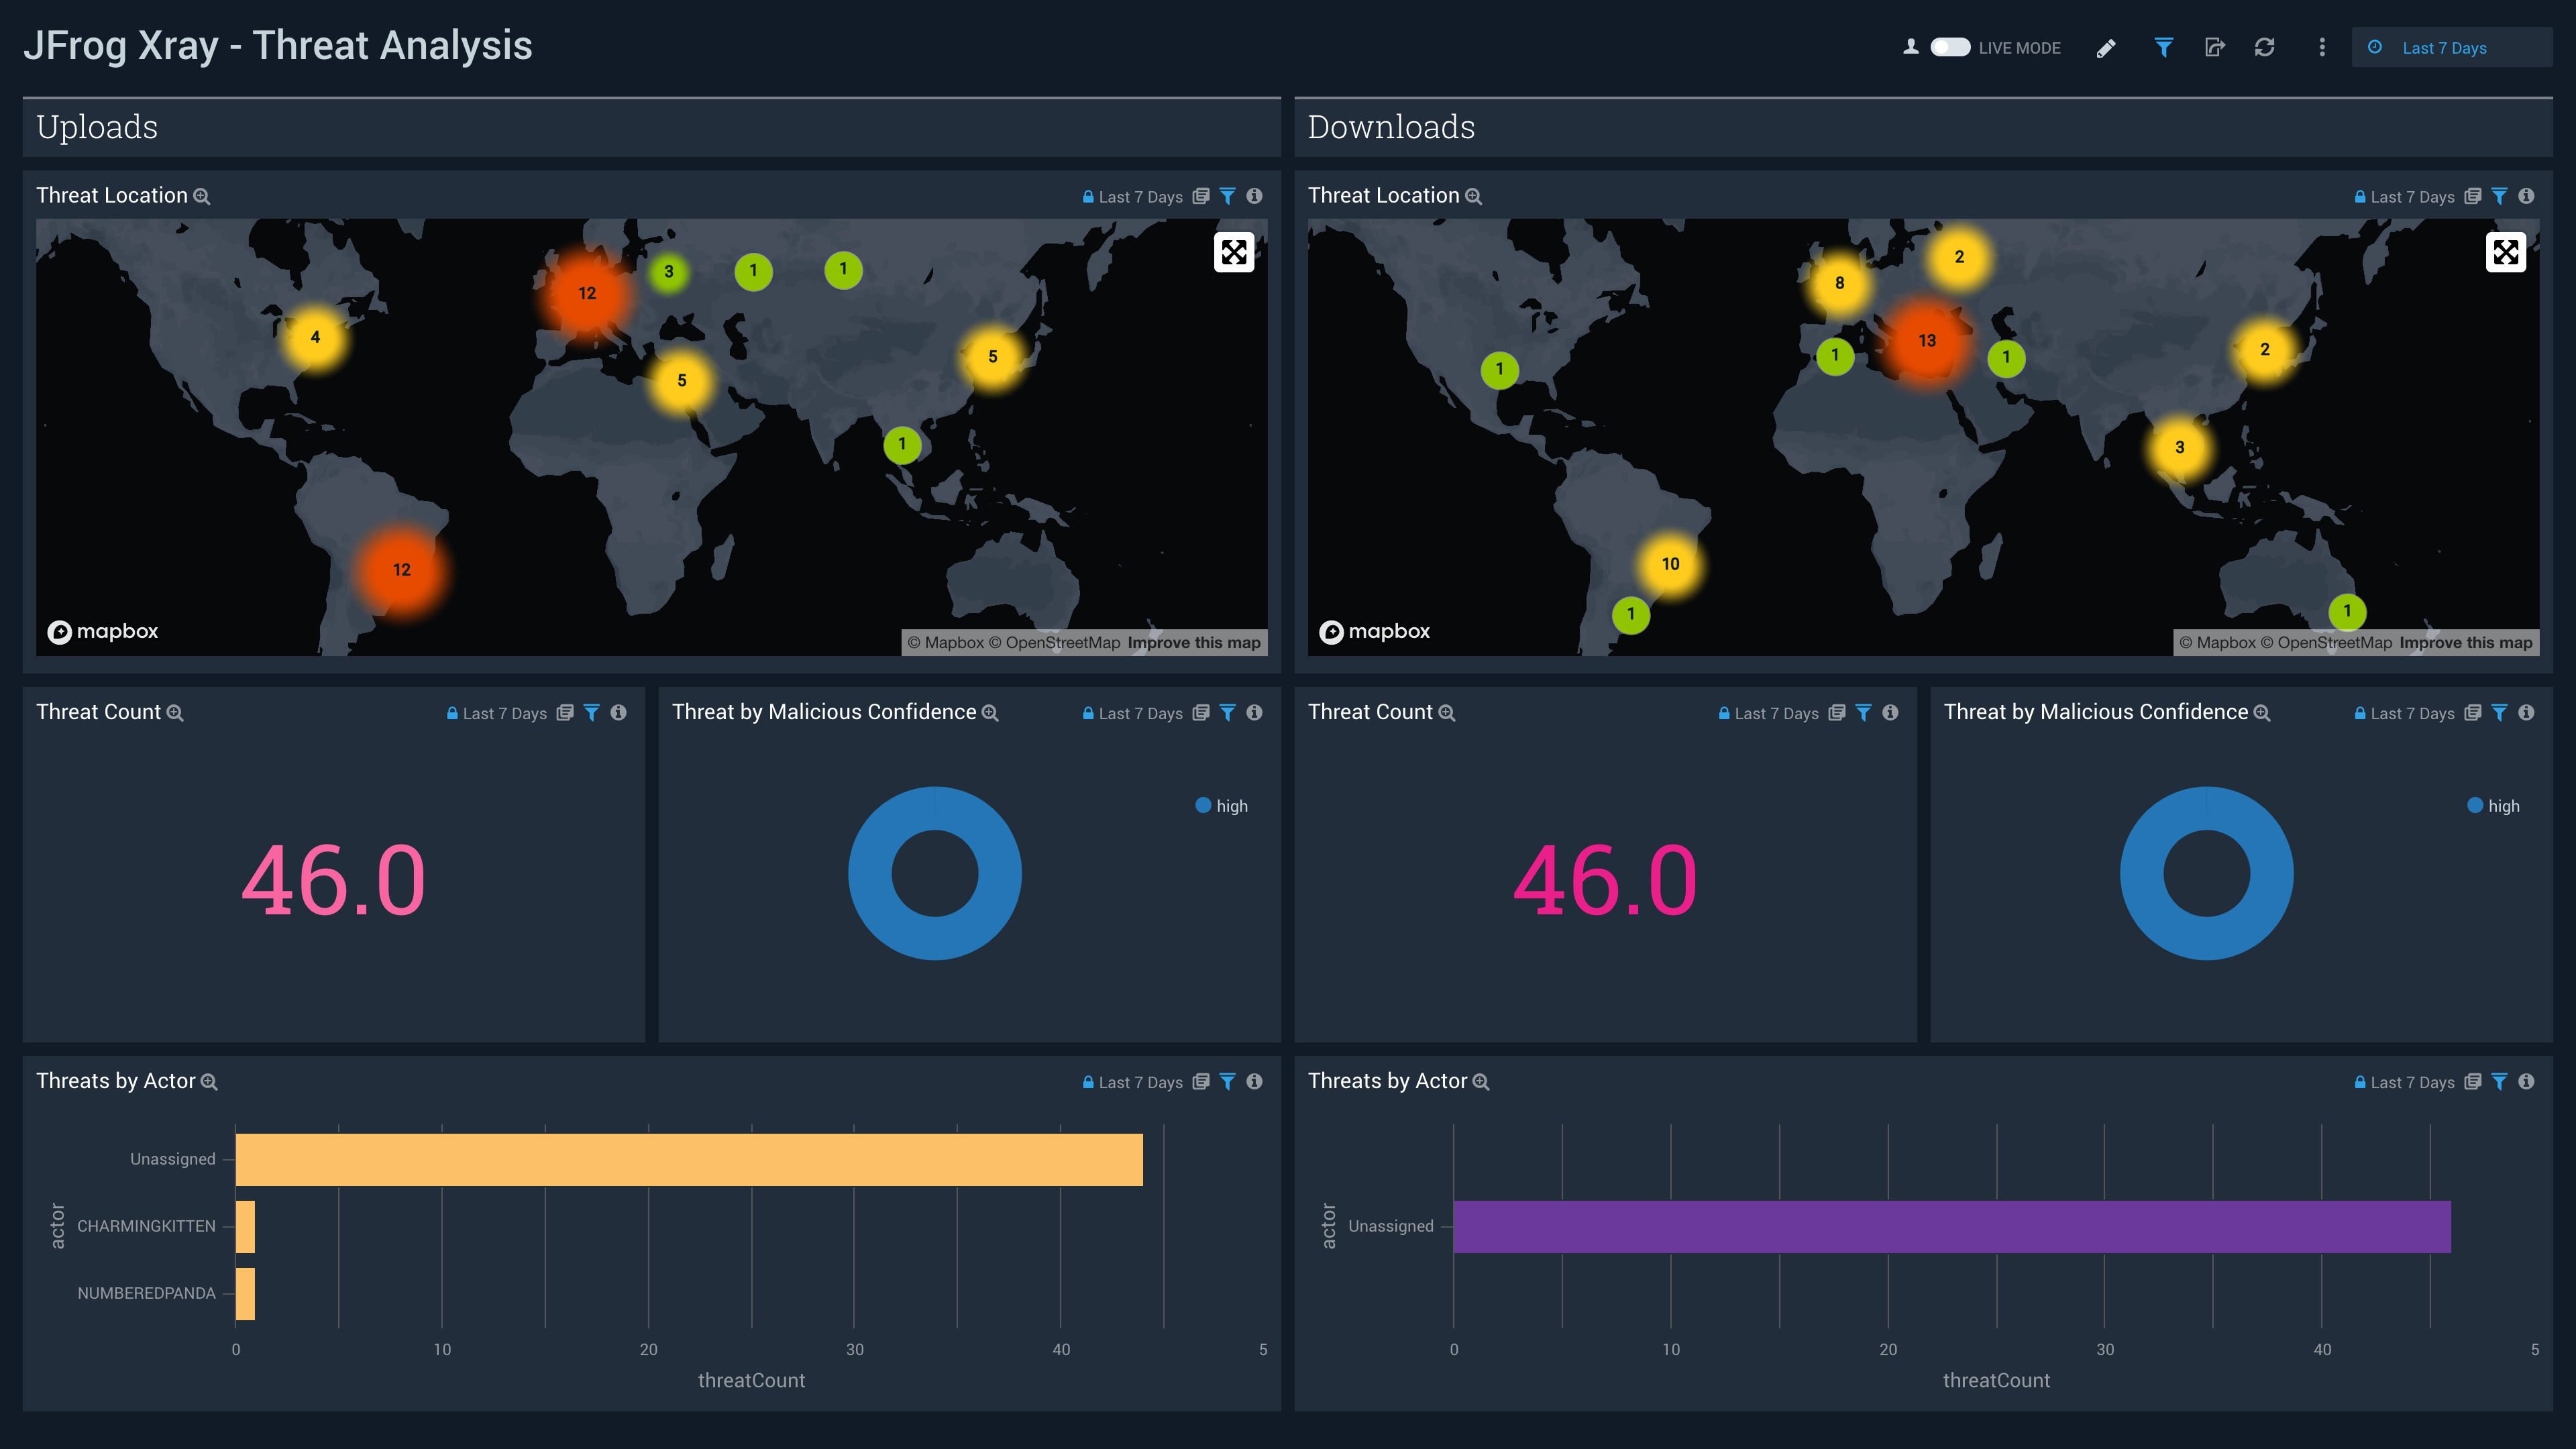 JFrog Xray - Threat Analysis
LIVE MODE
Last 7 Days
Uploads
Threat Location
Last 7 Days
12
3
1
1
4
5
5
1
12
mapbox
© Mapbox © OpenStreetMap Improve this map
Threat Count
Last 7 Days
46.0
Threat by Malicious Confidence
Last 7 Days
high
Threats by Actor
Last 7 Days
actor
Unassigned
CHARMINGKITTEN
NUMBEREDPANDA
0 10 20 30 40 5
threatCount
Downloads
Threat Location
Last 7 Days
2
8
13
1
1
1
2
3
10
1
1
mapbox
© Mapbox © OpenStreetMap Improve this map
Threat Count
Last 7 Days
46.0
Threat by Malicious Confidence
Last 7 Days
high
Threats by Actor
Last 7 Days
actor
Unassigned
0 10 20 30 40 5
threatCount